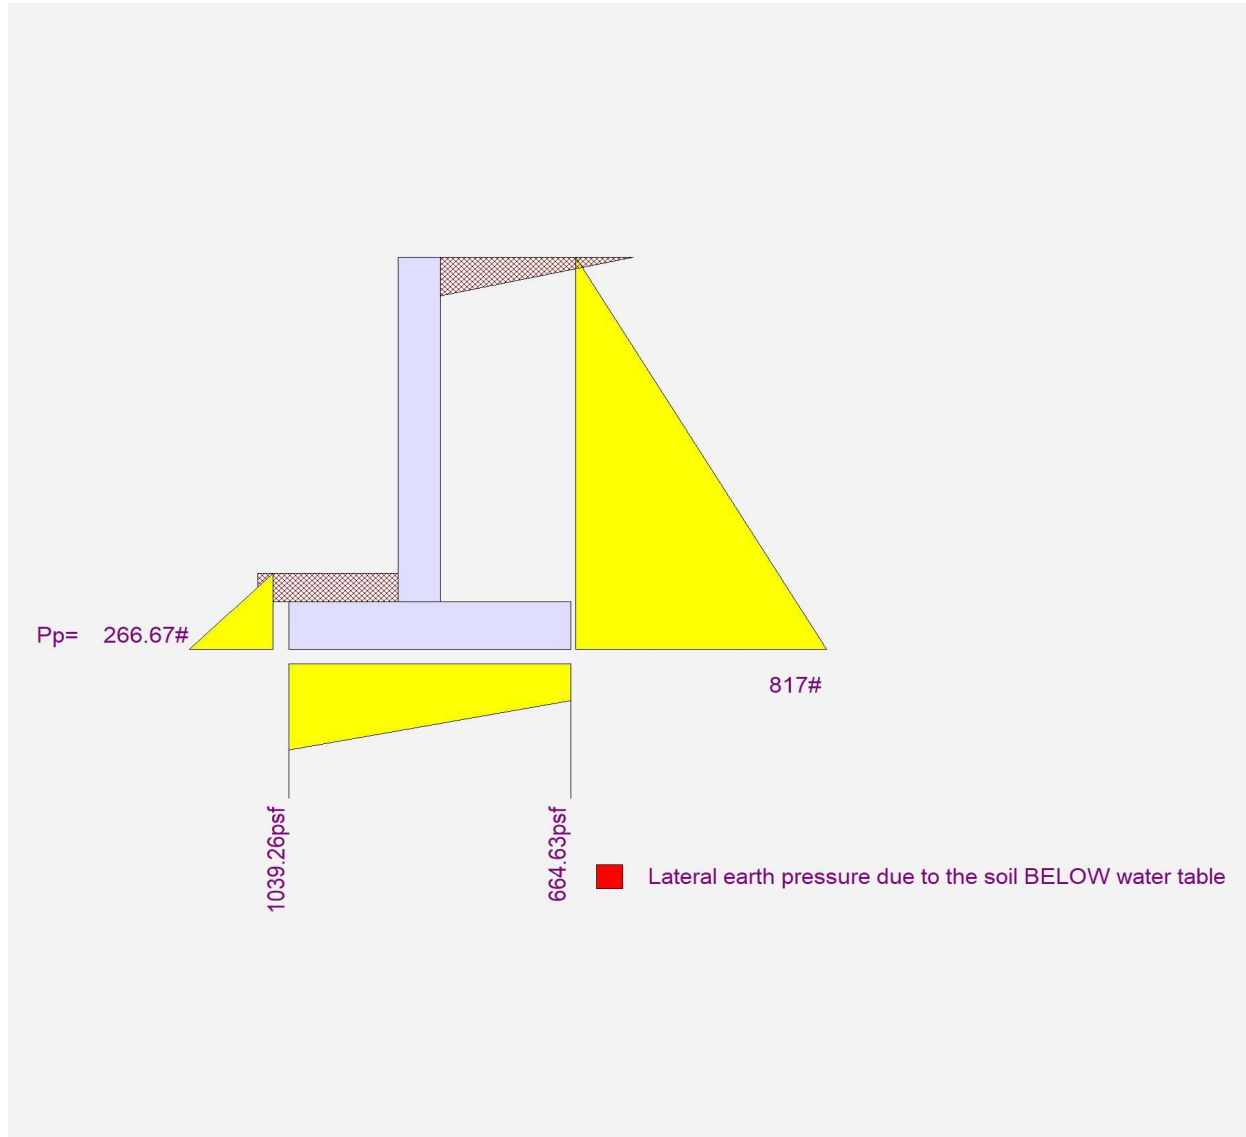 Pp= 266.67#
817#
1039.26psf
664.63psf
Lateral earth pressure due to the soil BELOW water table